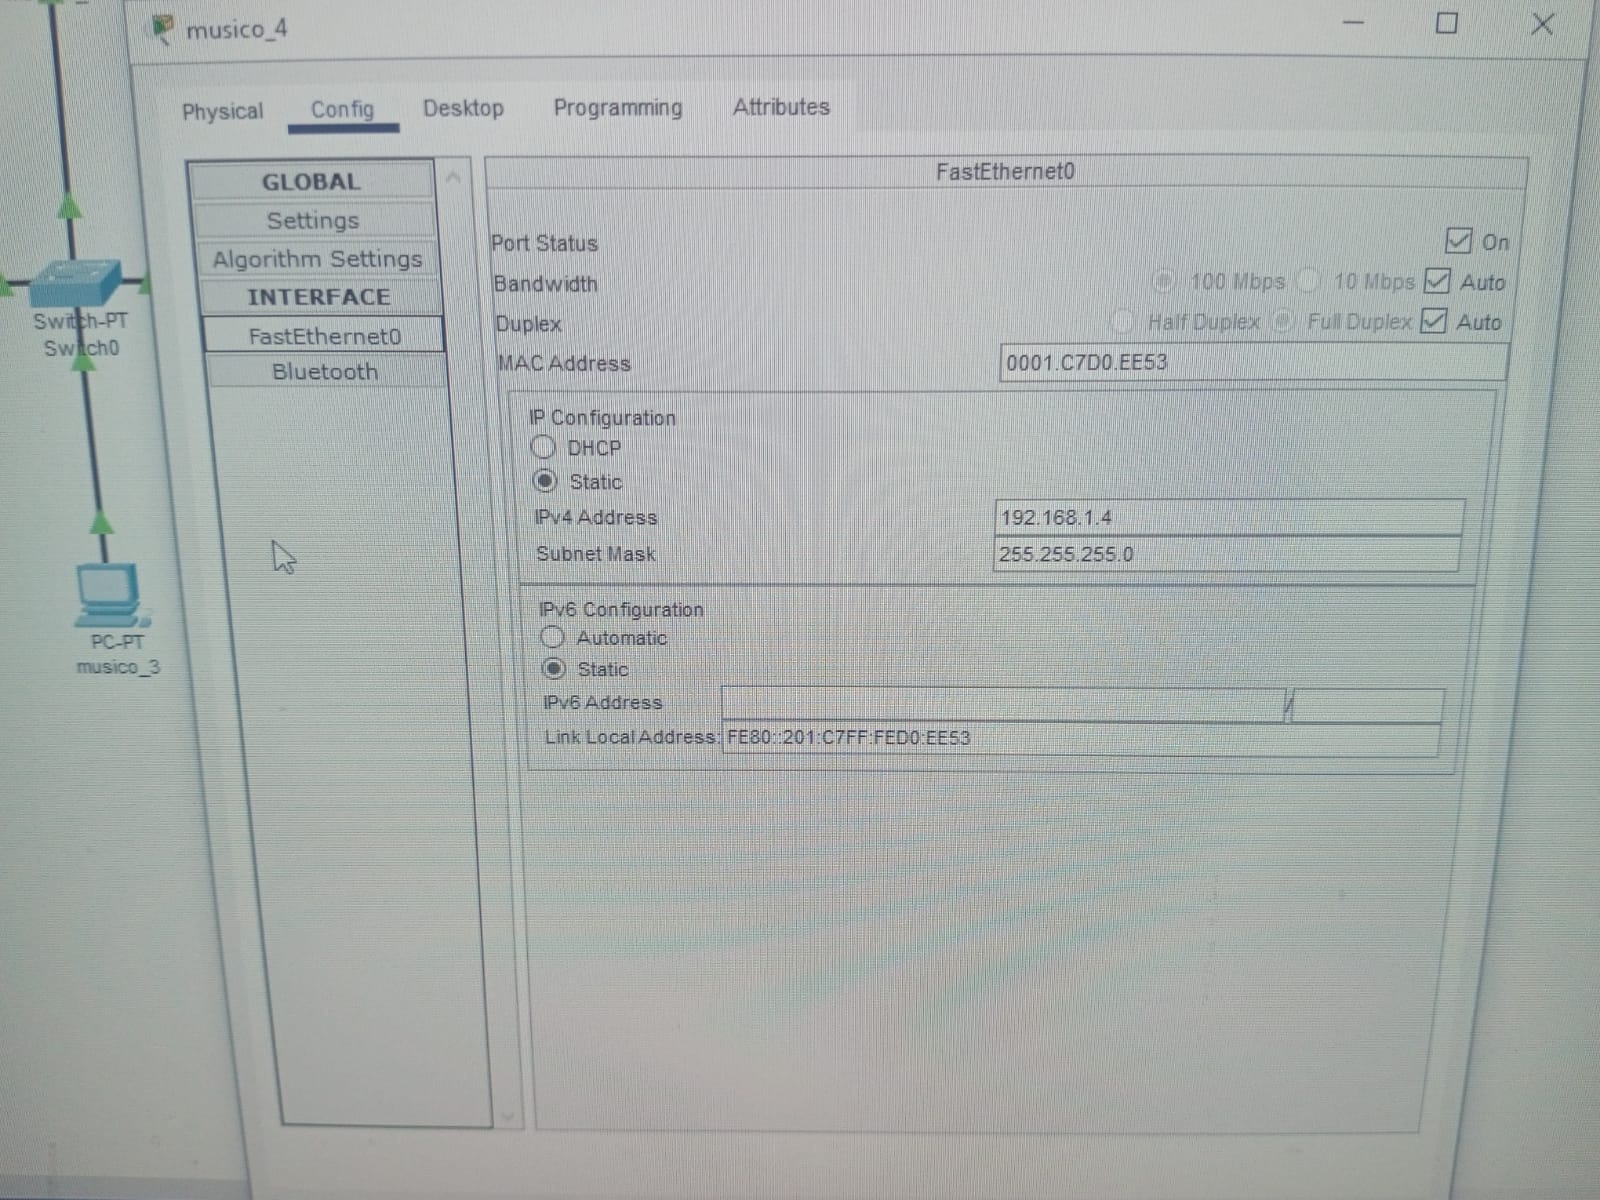 musico_4
Physical Config Desktop Programming Attributes
GLOBAL
Settings
Algorithm Settings
INTERFACE
FastEthernet0
Bluetooth
FastEthernet0
Port Status On
Bandwidth 100 Mbps 10 Mbps Auto
Duplex Half Duplex Full Duplex Auto
MAC Address 0001.C7D0.EE53
IP Configuration
DHCP
Static
IPv4 Address 192.168.1.4
Subnet Mask 255.255.255.0
IPv6 Configuration
Automatic
Static
IPv6 Address /
Link Local Address: FE80::201:C7FF:FED0:EE53
Switch-PT
Switch0
PC-PT
musico_3